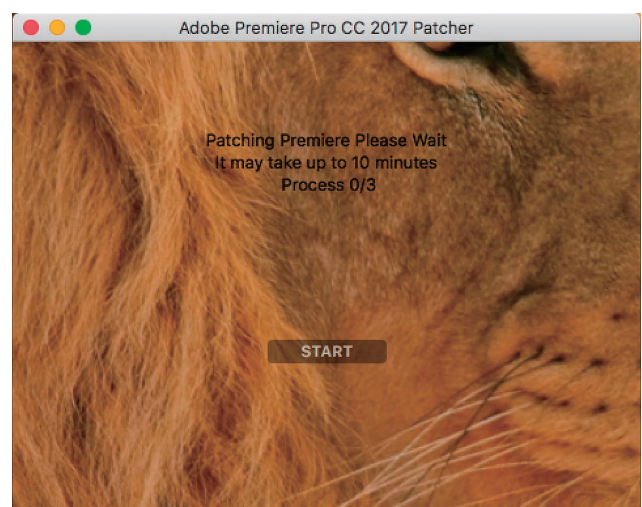 Adobe Premiere Pro CC 2017 Patcher
Patching Premiere Please Wait
It may take up to 10 minutes
Process 0/3
START